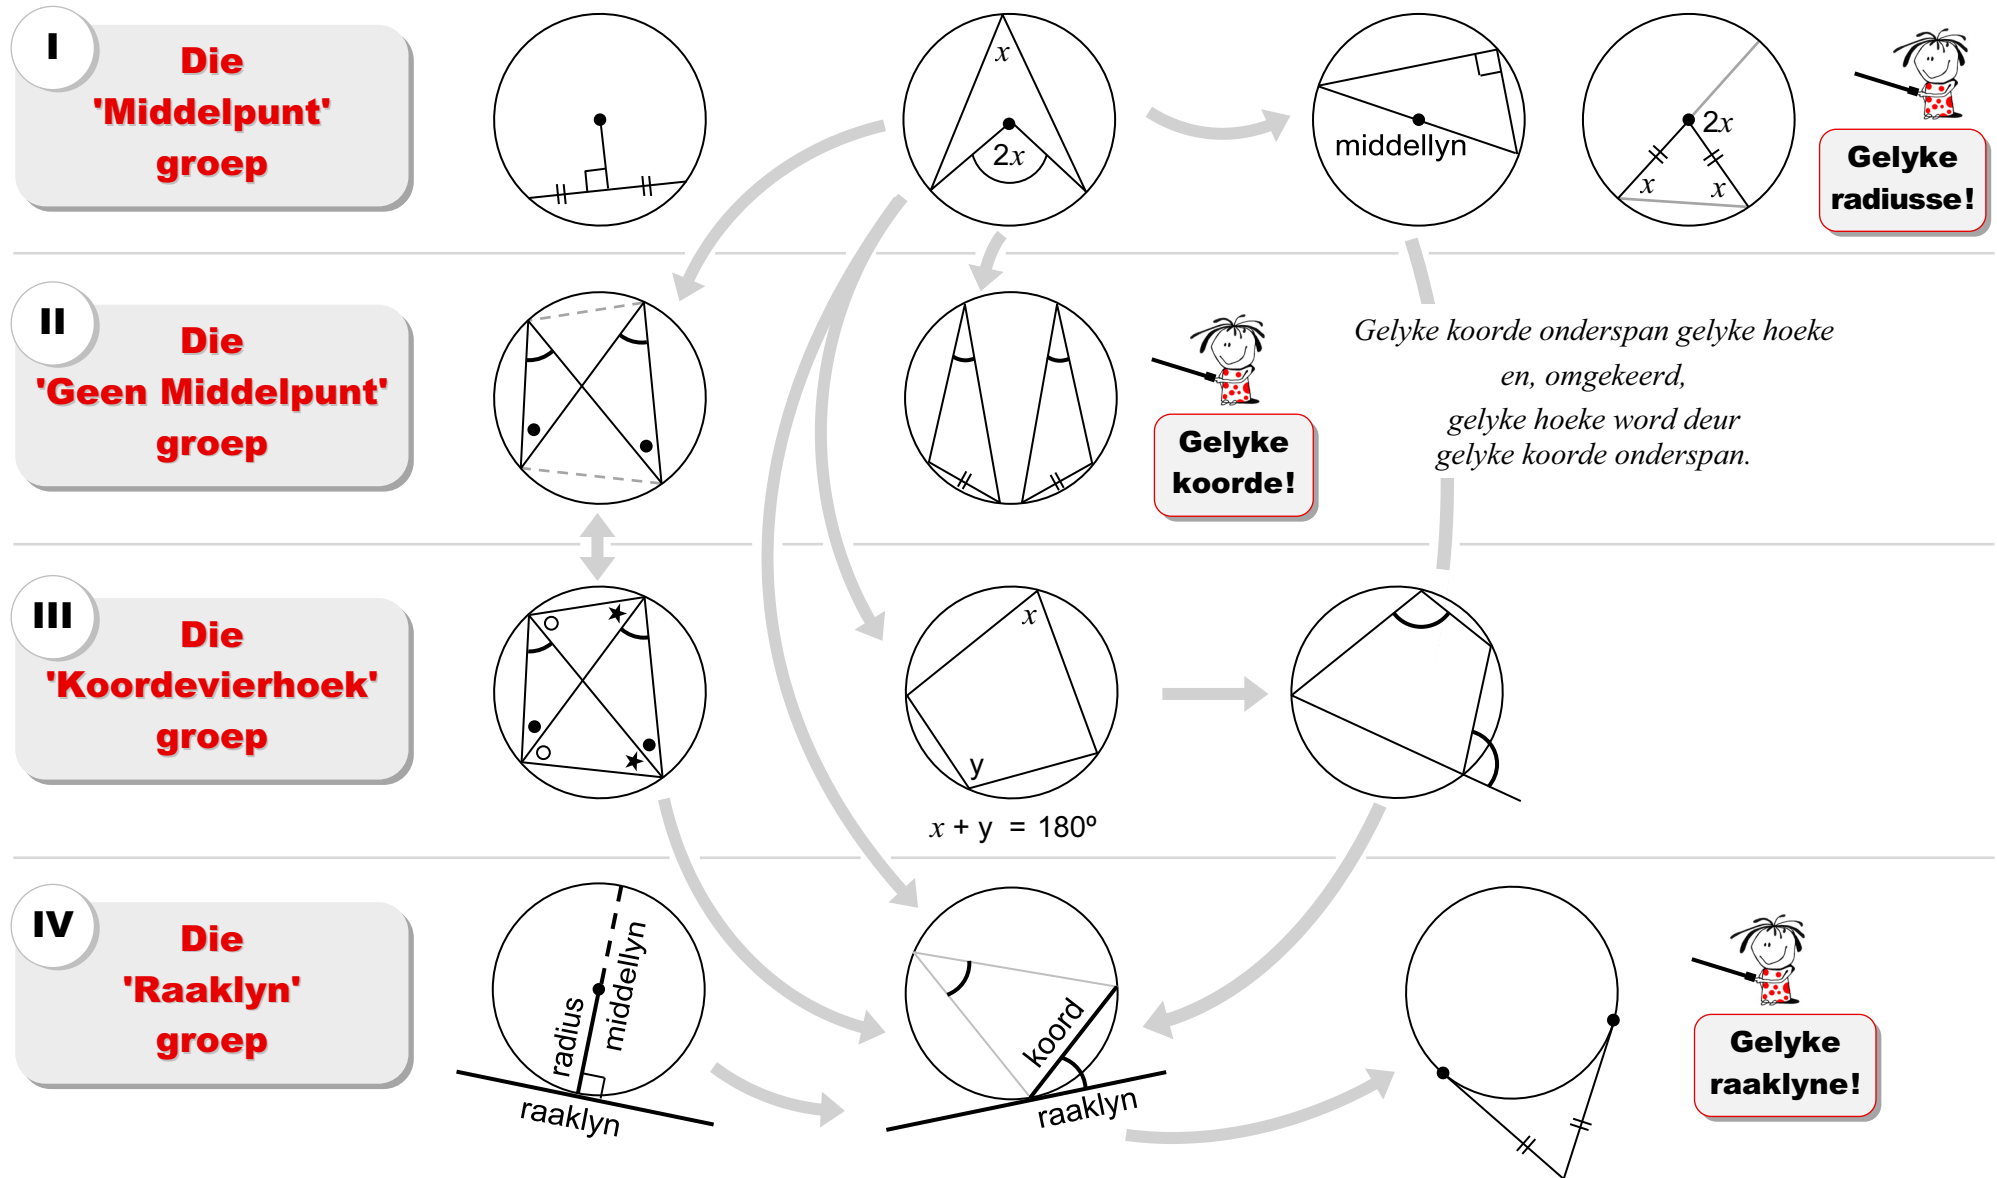 I
Die
'Middelpunt'
groep
x
2x
middellyn
2x
x
x
Gelyke
radiusse!
II
Die
'Geen Middelpunt'
groep
Gelyke
koorde!
Gelyke koorde onderspan gelyke hoeke
en, omgekeerd,
gelyke hoeke word deur
gelyke koorde onderspan.
III
Die
'Koordevierhoek'
groep
x
y
x + y = 180º
IV
Die
'Raaklyn'
groep
radius
middellyn
raaklyn
koord
raaklyn
Gelyke
raaklyne!